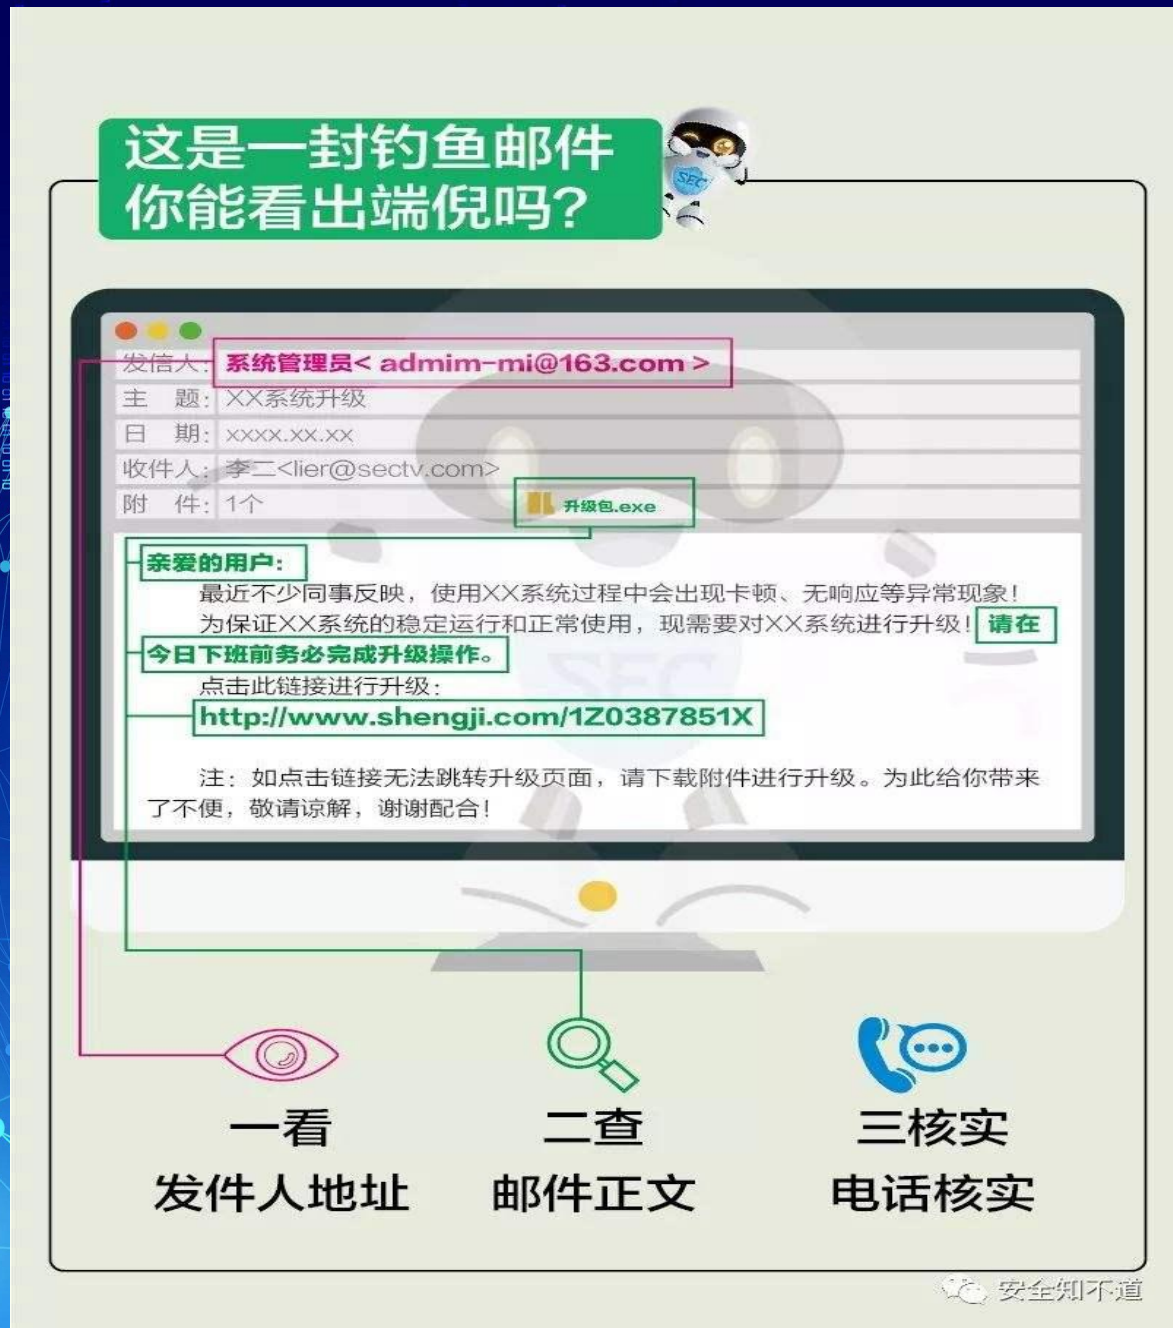 这是一封钓鱼邮件
你能看出端倪吗?
SEC
发信人: 系统管理员< admim-mi@163.com >
主 题: XX系统升级
日 期: xxxx.xx.xx
收件人: 李二<lier@sectv.com>
附 件: 1个 升级包.exe
亲爱的用户:
最近不少同事反映，使用XX系统过程中会出现卡顿、无响应等异常现象!
为保证XX系统的稳定运行和正常使用，现需要对XX系统进行升级! 请在
今日下班前务必完成升级操作。
SEC
点击此链接进行升级:
http://www.shengji.com/1Z0387851X
注: 如点击链接无法跳转升级页面，请下载附件进行升级。为此给你带来
了不便，敬请谅解，谢谢配合!
一看
发件人地址
二查
邮件正文
三核实
电话核实
安全知不道